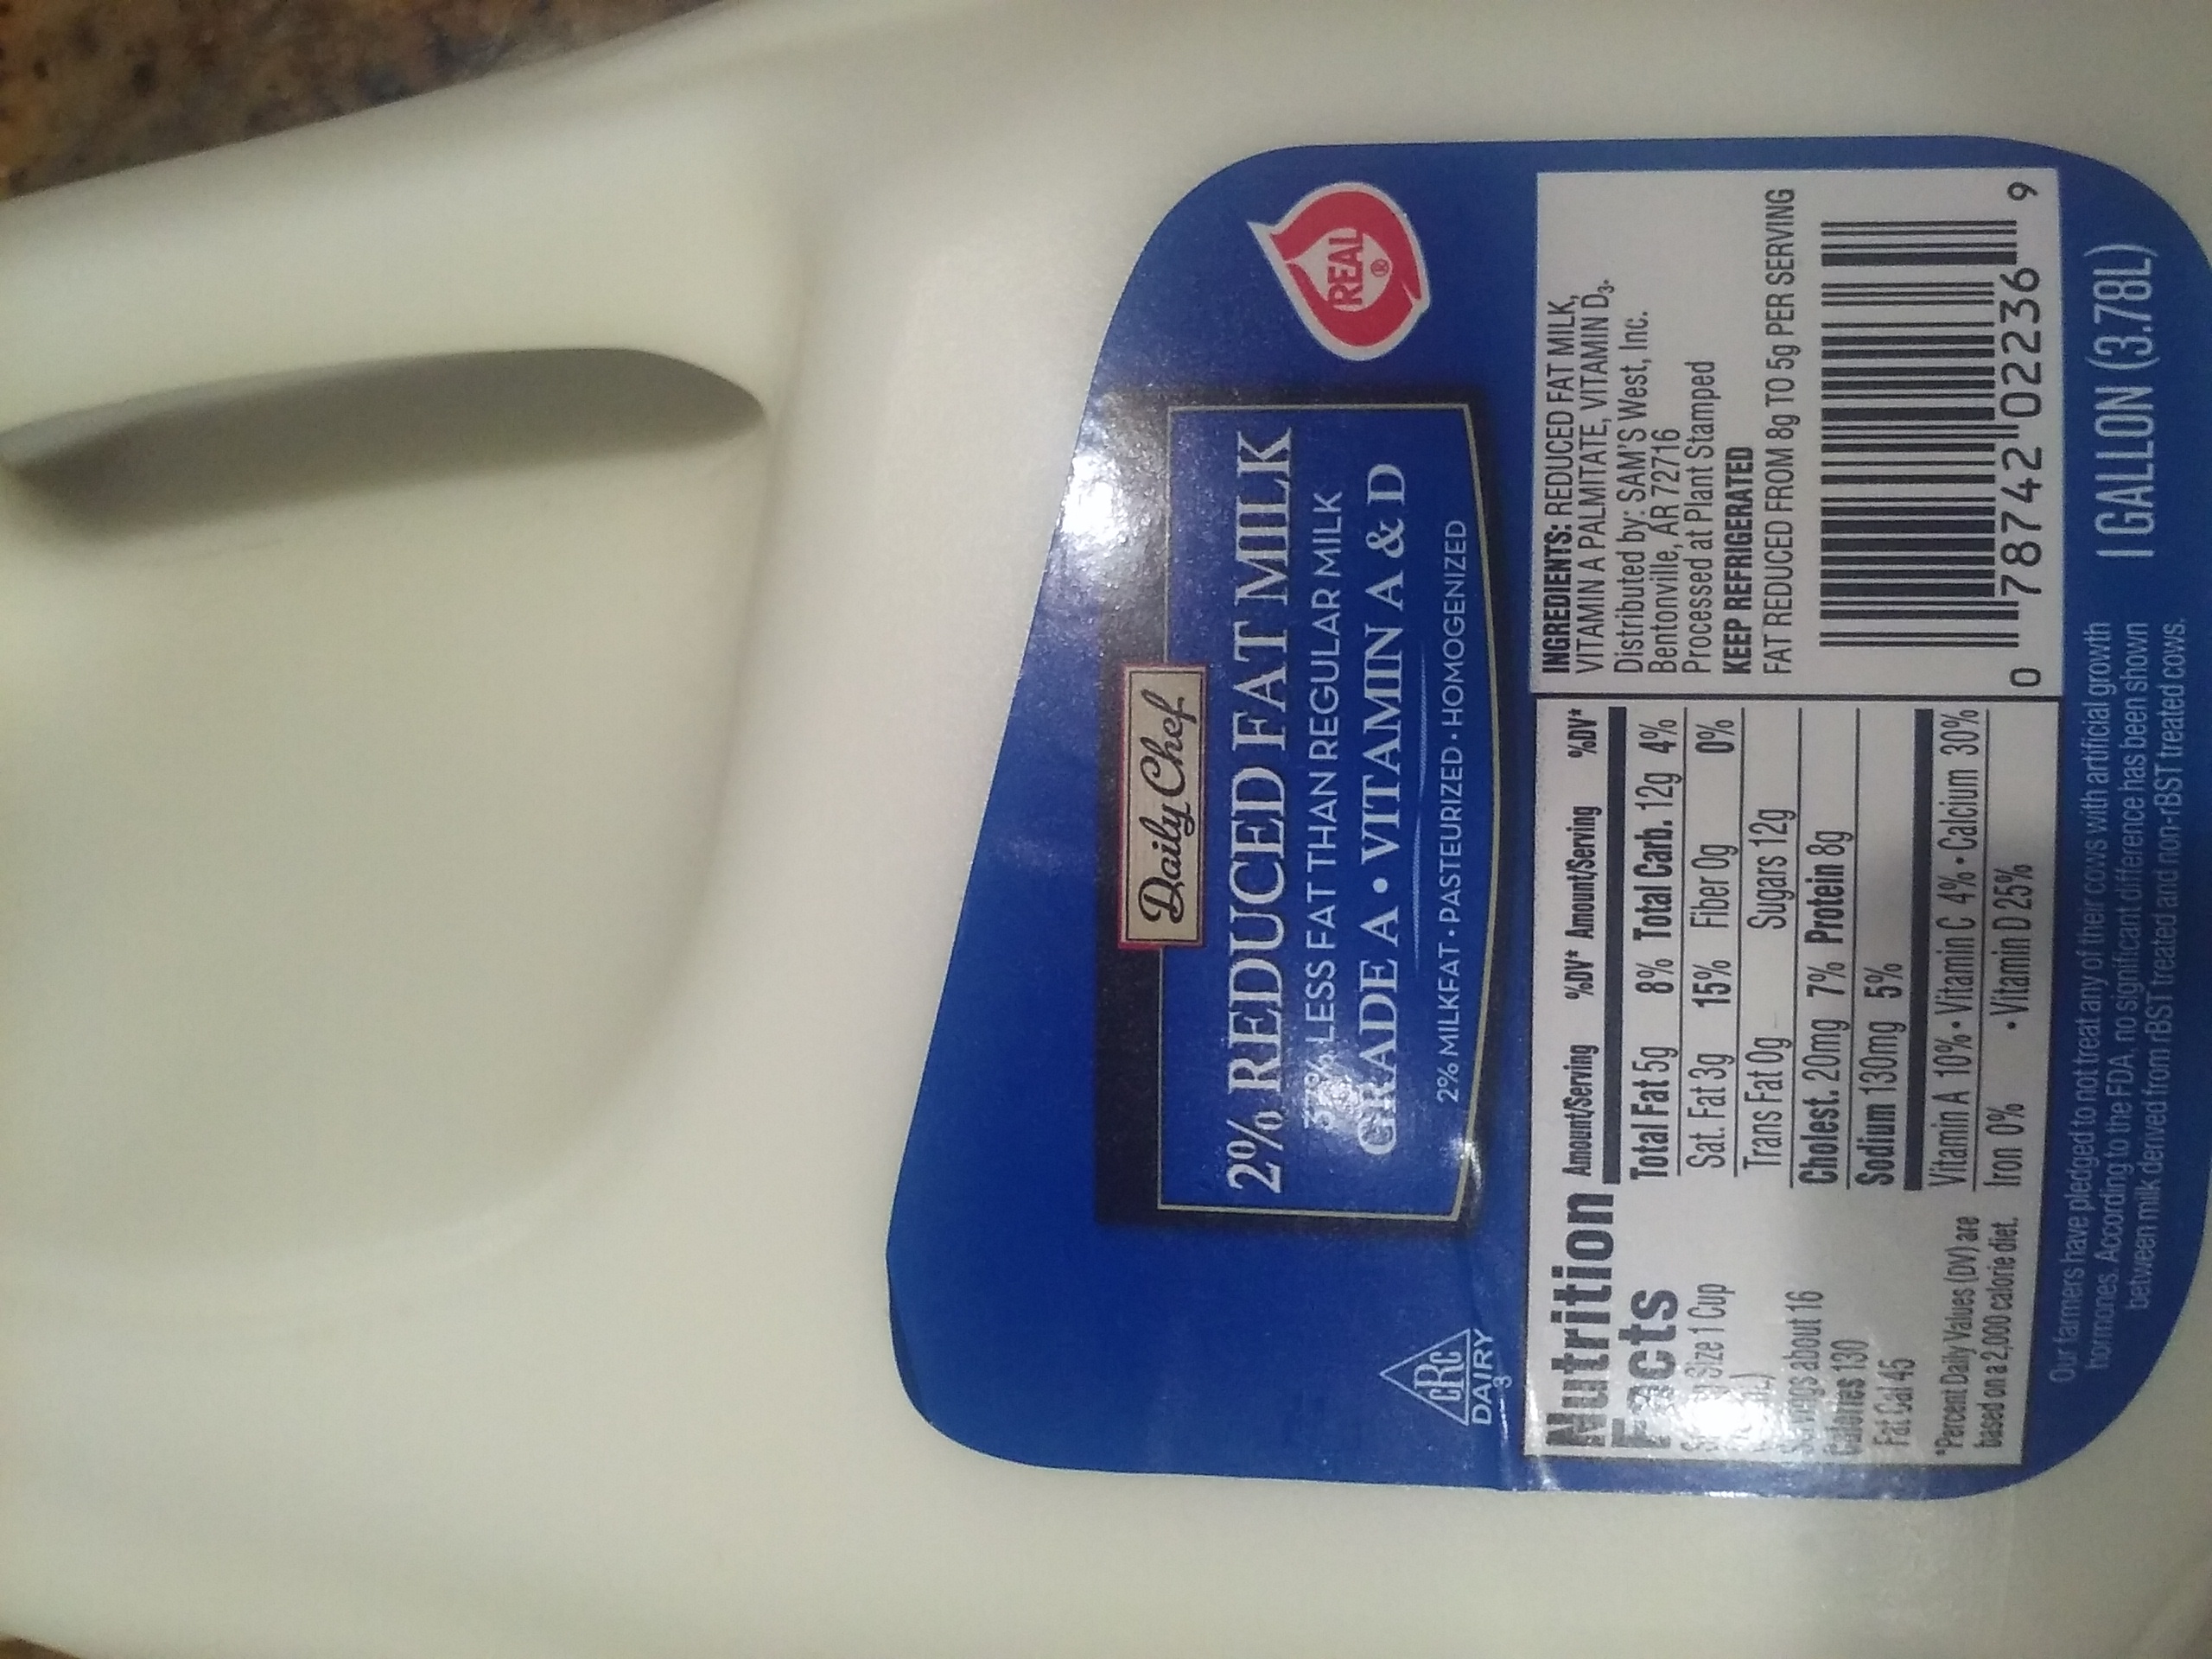 Daily Chef
2% REDUCED FAT MILK
37% LESS FAT THAN REGULAR MILK
GRADE A • VITAMIN A & D
2% MILKFAT • PASTEURIZED • HOMOGENIZED
REAL
®
cRc
DAIRY
3
Nutrition
Facts
Size 1 Cup
Servings about 16
Calories 130
Fat Cal 45
*Percent Daily Values (DV) are
based on a 2,000 calorie diet.
Amount/Serving %DV* Amount/Serving %DV*
Total Fat 5g 8% Total Carb. 12g 4%
Sat. Fat 3g 15% Fiber 0g 0%
Trans Fat 0g Sugars 12g
Cholest. 20mg 7% Protein 8g
Sodium 130mg 5%
Vitamin A 10% • Vitamin C 4% • Calcium 30%
Iron 0% • Vitamin D 25%
INGREDIENTS: REDUCED FAT MILK,
VITAMIN A PALMITATE, VITAMIN D3.
Distributed by: SAM'S West, Inc.
Bentonville, AR 72716
Processed at Plant Stamped
KEEP REFRIGERATED
FAT REDUCED FROM 8g TO 5g PER SERVING
0 78742 02236 9
Our farmers have pledged to not treat any of their cows with artificial growth
hormones. According to the FDA, no significant difference has been shown
between milk derived from rBST treated and non-rBST treated cows.
1 GALLON (3.78L)